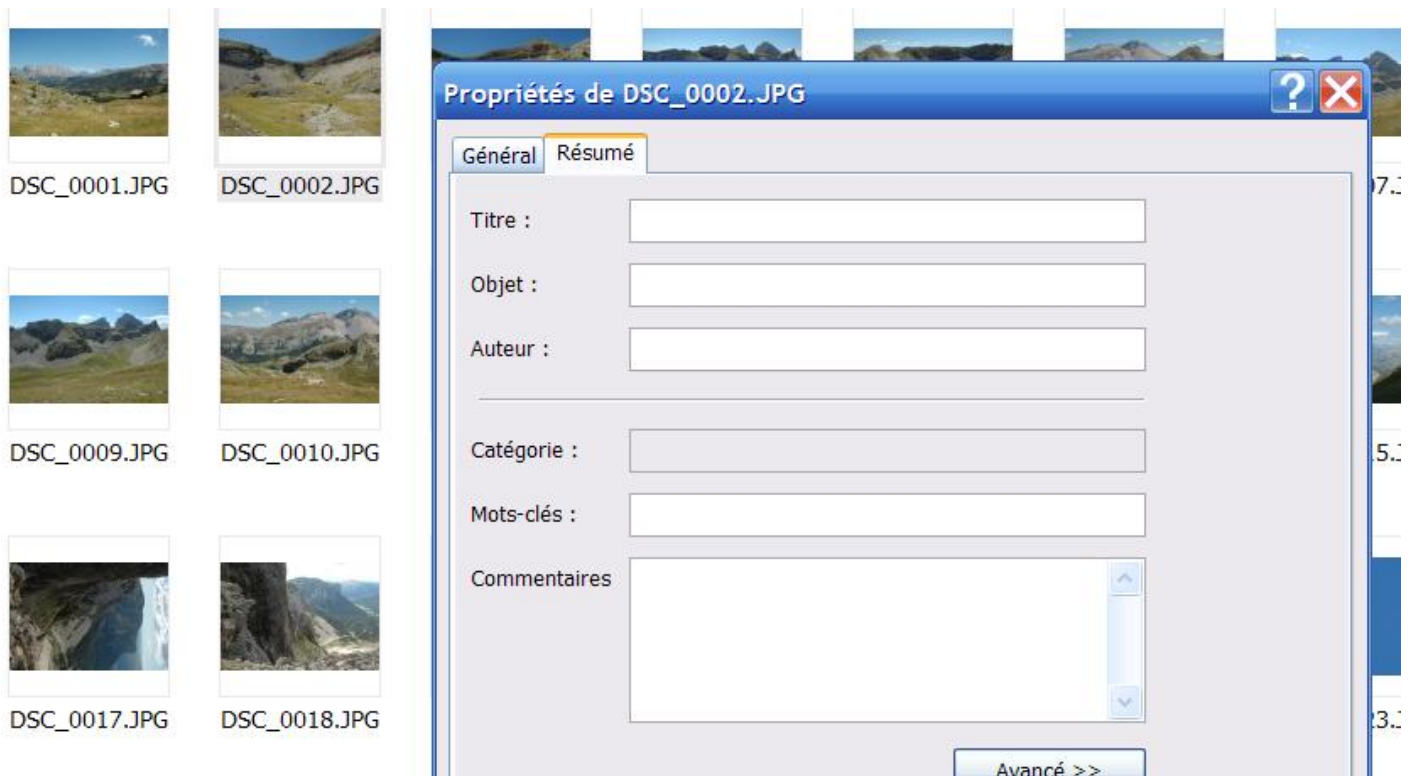 DSC_0001.JPG
DSC_0002.JPG
DSC_0009.JPG
DSC_0010.JPG
DSC_0017.JPG
DSC_0018.JPG
Propriétés de DSC_0002.JPG
Général
Résumé
Titre :
Objet :
Auteur :
Catégorie :
Mots-clés :
Commentaires
Avancé >>